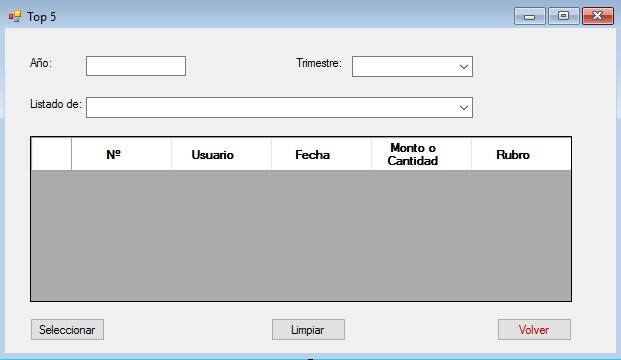 Top 5
Año: Trimestre:
Listado de:
Nº Usuario Fecha Monto o Cantidad Rubro
Seleccionar Limpiar Volver